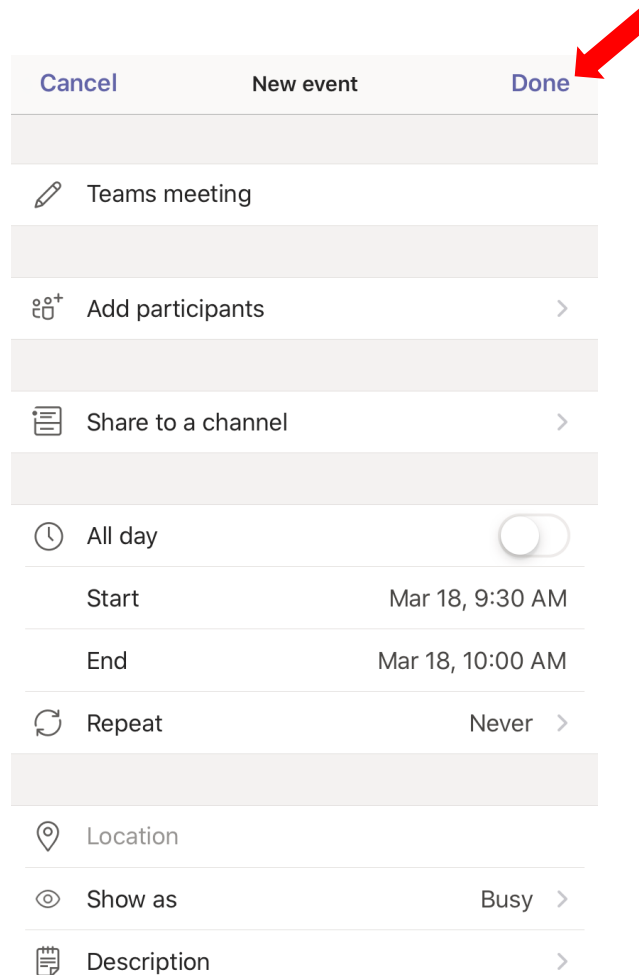 Cancel New event Done
Teams meeting
Add participants
Share to a channel
All day
Start Mar 18, 9:30 AM
End Mar 18, 10:00 AM
Repeat Never
Location
Show as Busy
Description